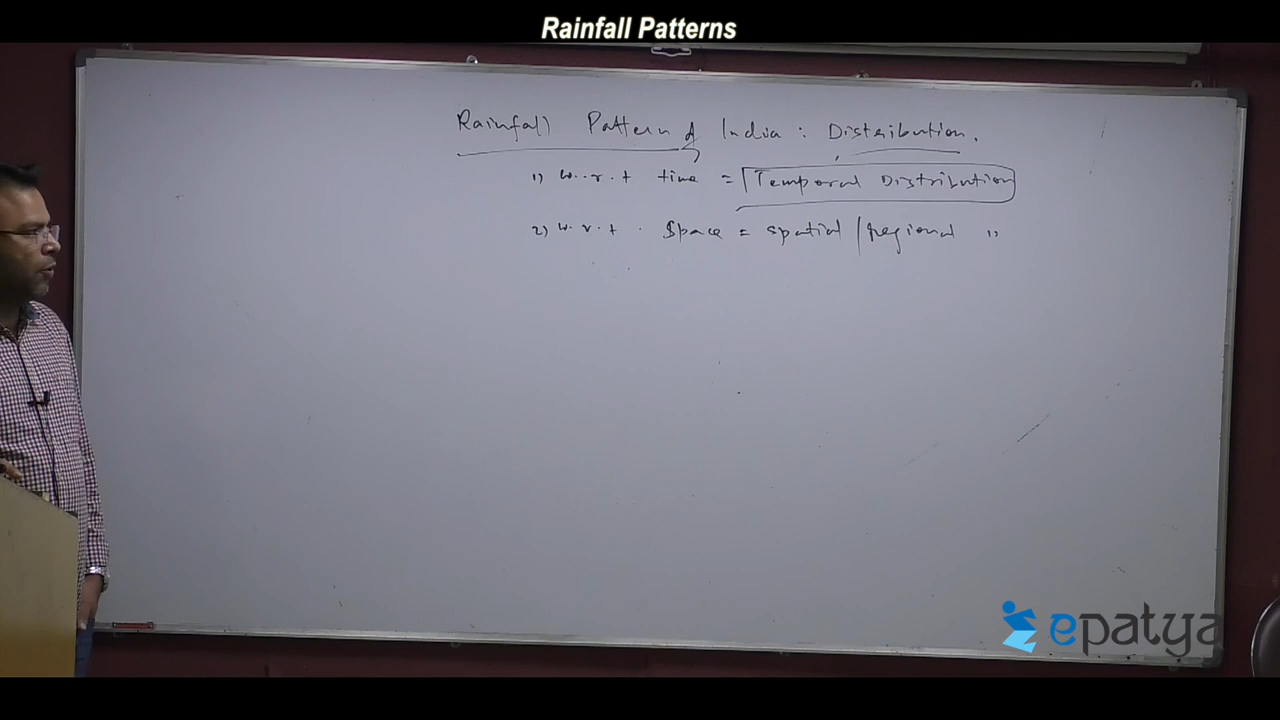 Rainfall Patterns
Rainfall Pattern of India : Distribution.
1) w.r.t time = Temporal Distribution
2) w.r.t. Space = spatial / regional "
epatya